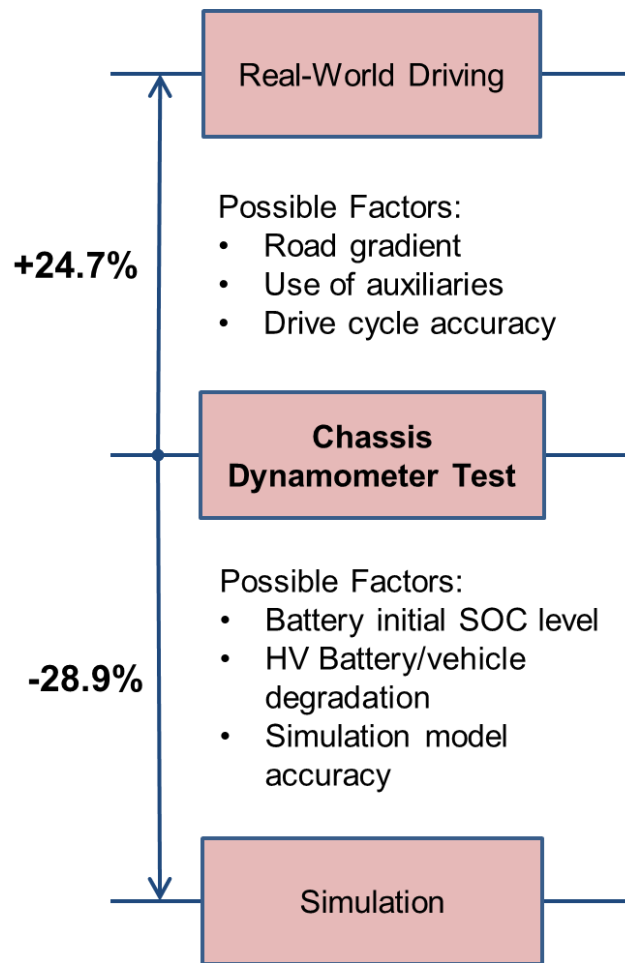 Real-World Driving
+24.7%
Possible Factors:
• Road gradient
• Use of auxiliaries
• Drive cycle accuracy
Chassis
Dynamometer Test
-28.9%
Possible Factors:
• Battery initial SOC level
• HV Battery/vehicle
degradation
• Simulation model
accuracy
Simulation